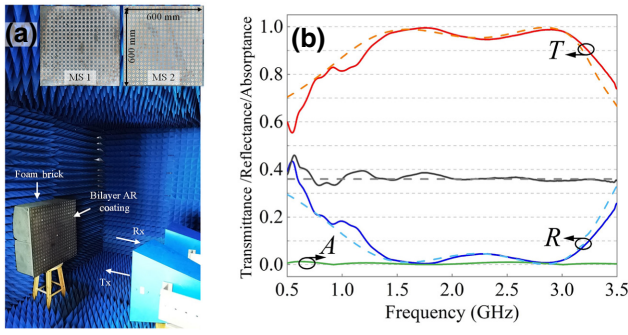 (a)
600 mm
600 mm
MS 1
MS 2
Foam brick
Bilayer AR
coating
Rx
Tx
(b)
Transmittance /Reflectance/Absorptance
1.0
0.8
0.6
0.4
0.2
0.0
T
A
R
0.5 1.0 1.5 2.0 2.5 3.0 3.5
Frequency (GHz)